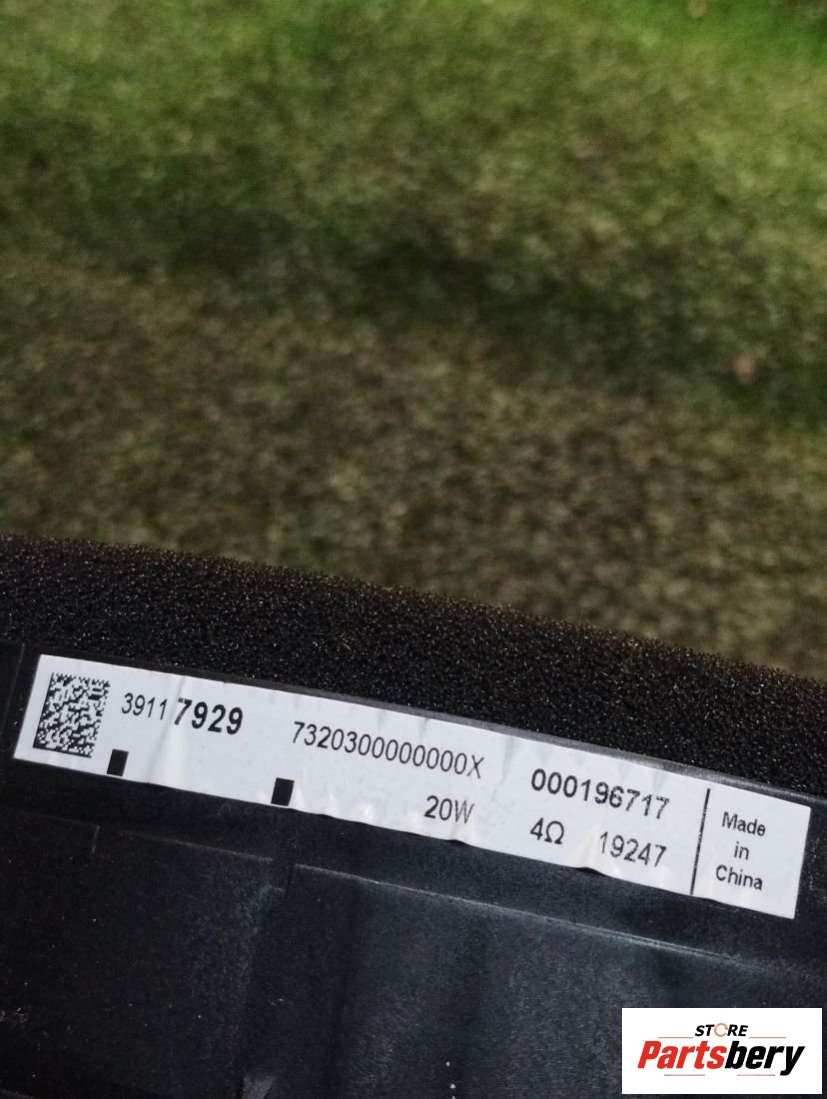 39117929 7320300000000X 000196717
20W 4Ω 19247
Made
in
China
STORE
Partsbery